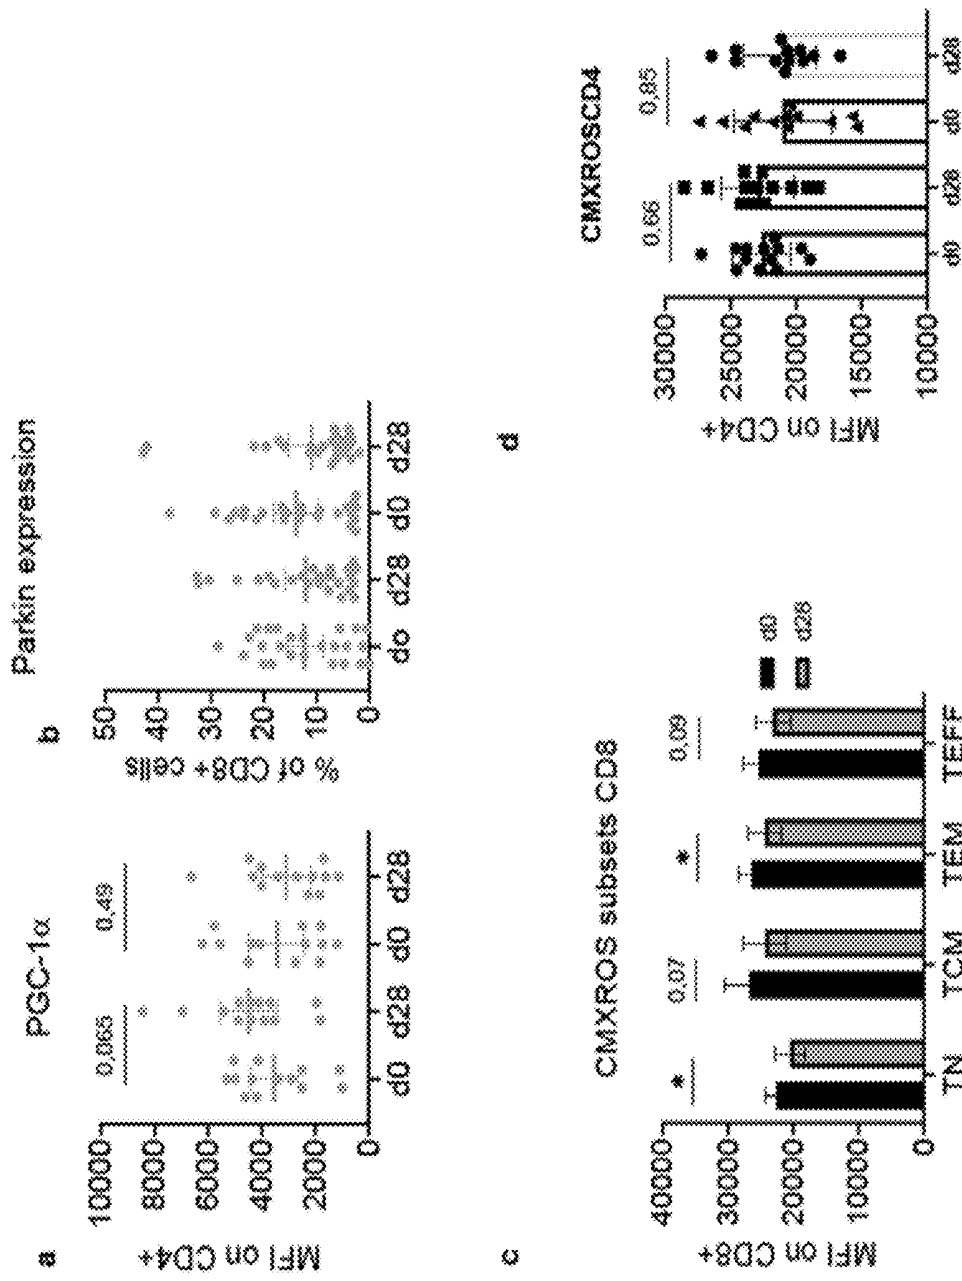 a
PGC-1α
MFI on CD4+
10000
8000
6000
4000
2000
0
0,065
0,49
d0
d28
d0
d28
b
Parkin expression
% of CD8+ cells
50
40
30
20
10
0
do
d28
d0
d28
c
CMXROS subsets CD8
MFI on CD8+
40000
30000
20000
10000
0
*
0,07
*
0,09
TN
TCM
TEM
TEFF
d0
d28
d
CMXROSCD4
MFI on CD4+
30000
25000
20000
15000
10000
0,66
0,85
d0
d28
d0
d28